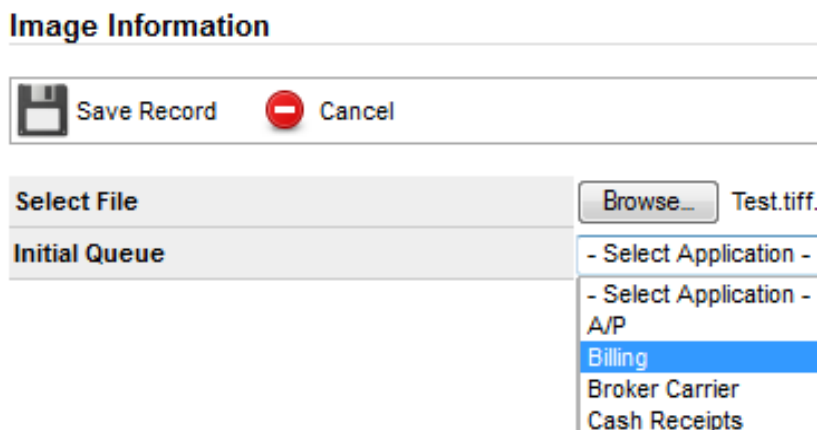 Image Information
Save Record Cancel
Select File Browse... Test.tiff.
Initial Queue - Select Application -
- Select Application -
A/P
Billing
Broker Carrier
Cash Receipts